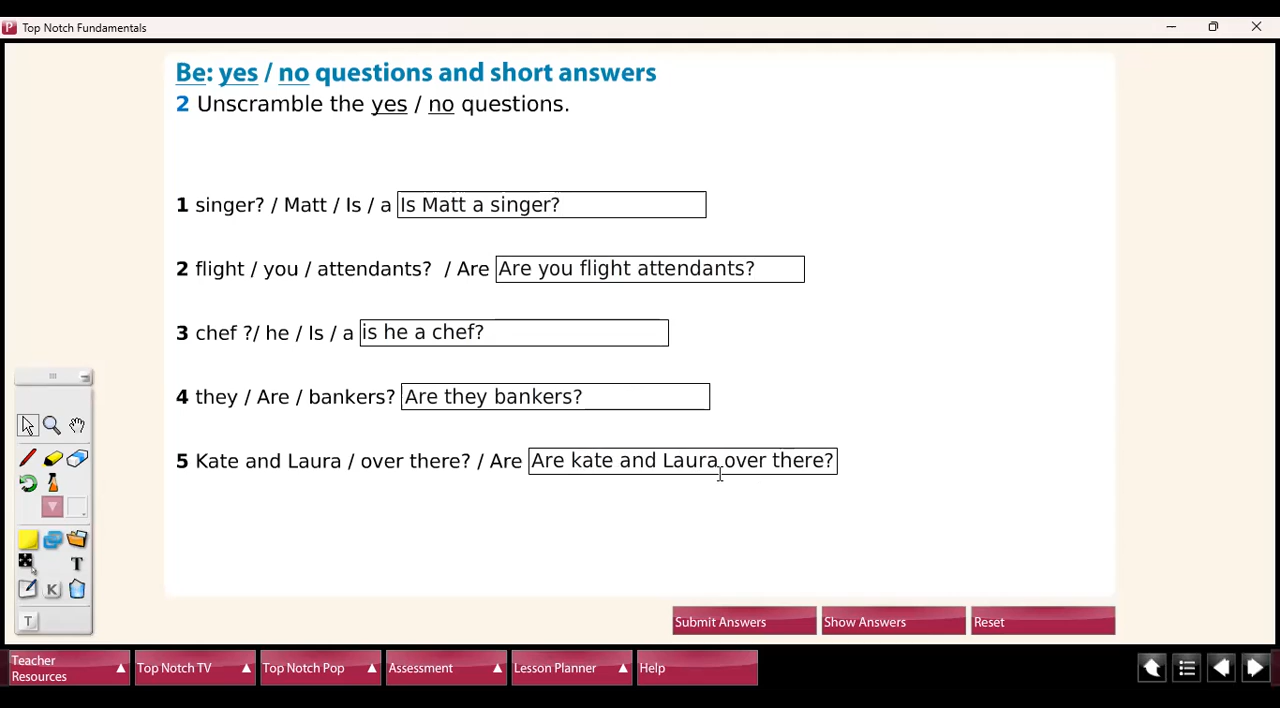 Top Notch Fundamentals
Be: yes / no questions and short answers
2 Unscramble the yes / no questions.
1 singer? / Matt / Is / a Is Matt a singer?
2 flight / you / attendants? / Are Are you flight attendants?
3 chef ?/ he / Is / a is he a chef?
4 they / Are / bankers? Are they bankers?
5 Kate and Laura / over there? / Are Are kate and Laura over there?
T
K
T
Submit Answers Show Answers Reset
Teacher Resources Top Notch TV Top Notch Pop Assessment Lesson Planner Help